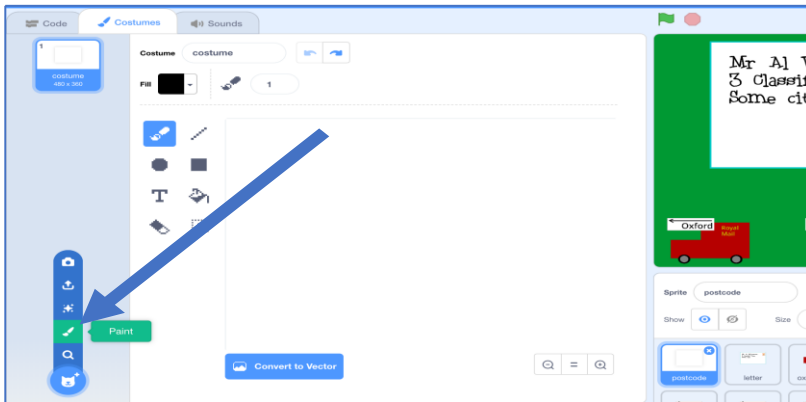 Code
Costumes
Sounds
1
costume
480 x 360
Costume
costume
Fill
1
T
Paint
Convert to Vector
Mr Al
3 Classi
Some cit
Oxford
Royal
Mail
Sprite
postcode
Show
Size
postcode
letter